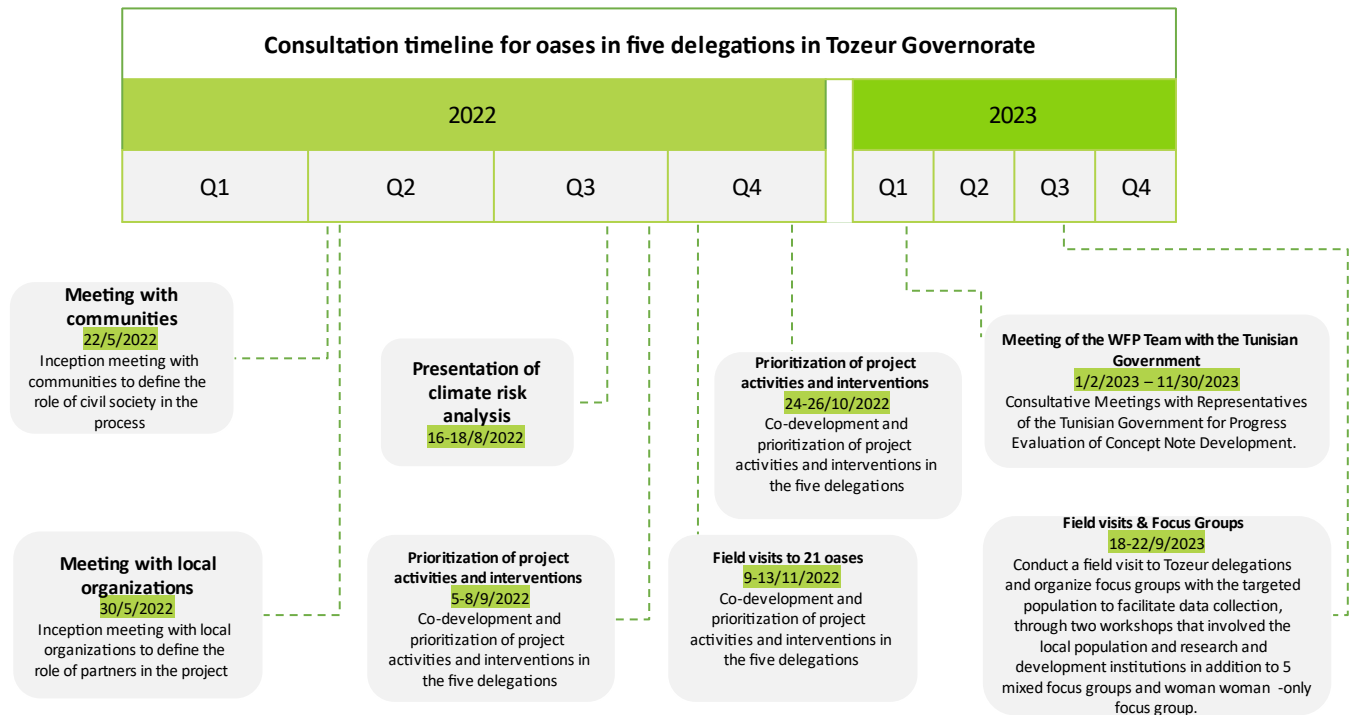 Consultation timeline for oases in five delegations in Tozeur Governorate
2022
2023
Q1
Q2
Q3
Q4
Q1
Q2
Q3
Q4
Meeting with
communities
22/5/2022
Inception meeting with
communities to define the
role of civil society in the
process
Meeting with local
organizations
30/5/2022
Inception meeting with local
organizations to define the
role of partners in the project
Presentation of
climate risk
analysis
16-18/8/2022
Prioritization of project
activities and interventions
5-8/9/2022
Co-development and
prioritization of project
activities and interventions in
the five delegations
Prioritization of project
activities and interventions
24-26/10/2022
Co-development and
prioritization of project
activities and interventions in
the five delegations
Field visits to 21 oases
9-13/11/2022
Co-development and
prioritization of project
activities and interventions in
the five delegations
Meeting of the WFP Team with the Tunisian
Government
1/2/2023 – 11/30/2023
Consultative Meetings with Representatives
of the Tunisian Government for Progress
Evaluation of Concept Note Development.
Field visits & Focus Groups
18-22/9/2023
Conduct a field visit to Tozeur delegations
and organize focus groups with the targeted
population to facilitate data collection,
through two workshops that involved the
local population and research and
development institutions in addition to 5
mixed focus groups and woman woman -only
focus group.